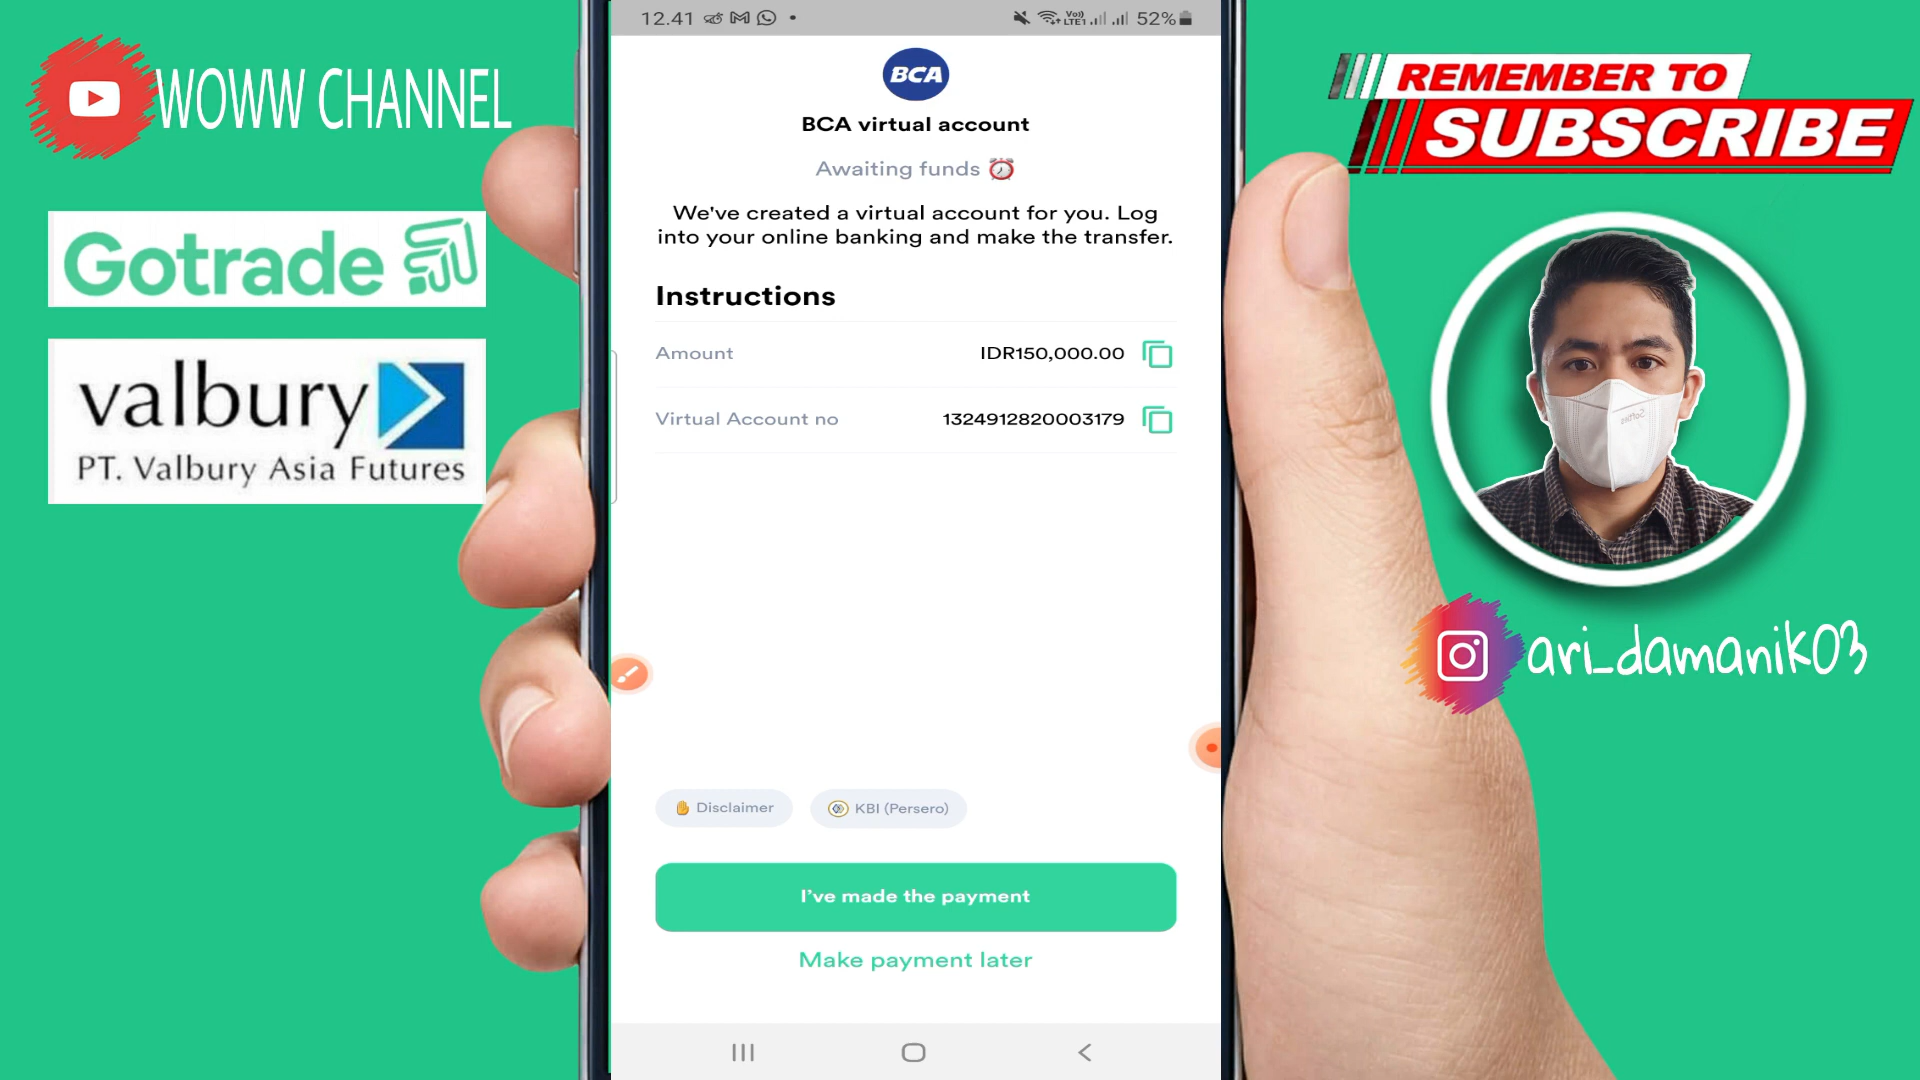 WOWW CHANNEL
Gotrade
valbury
PT. Valbury Asia Futures
12.41
Vo))
LTE1
52%
BCA
BCA virtual account
Awaiting funds
We've created a virtual account for you. Log
into your online banking and make the transfer.
Instructions
Amount IDR150,000.00
Virtual Account no 1324912820003179
Disclaimer KBI (Persero)
I've made the payment
Make payment later
REMEMBER TO
SUBSCRIBE
ari_damanik03